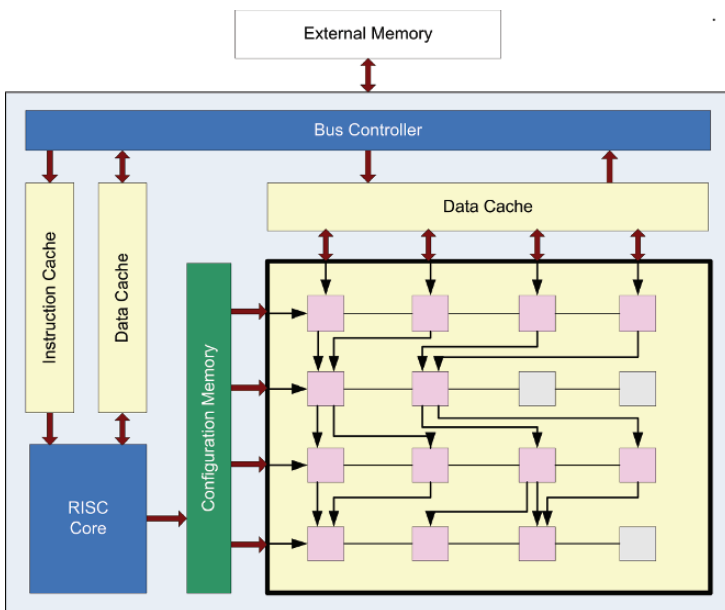 External Memory
Bus Controller
Instruction Cache
Data Cache
Data Cache
Configuration Memory
RISC
Core